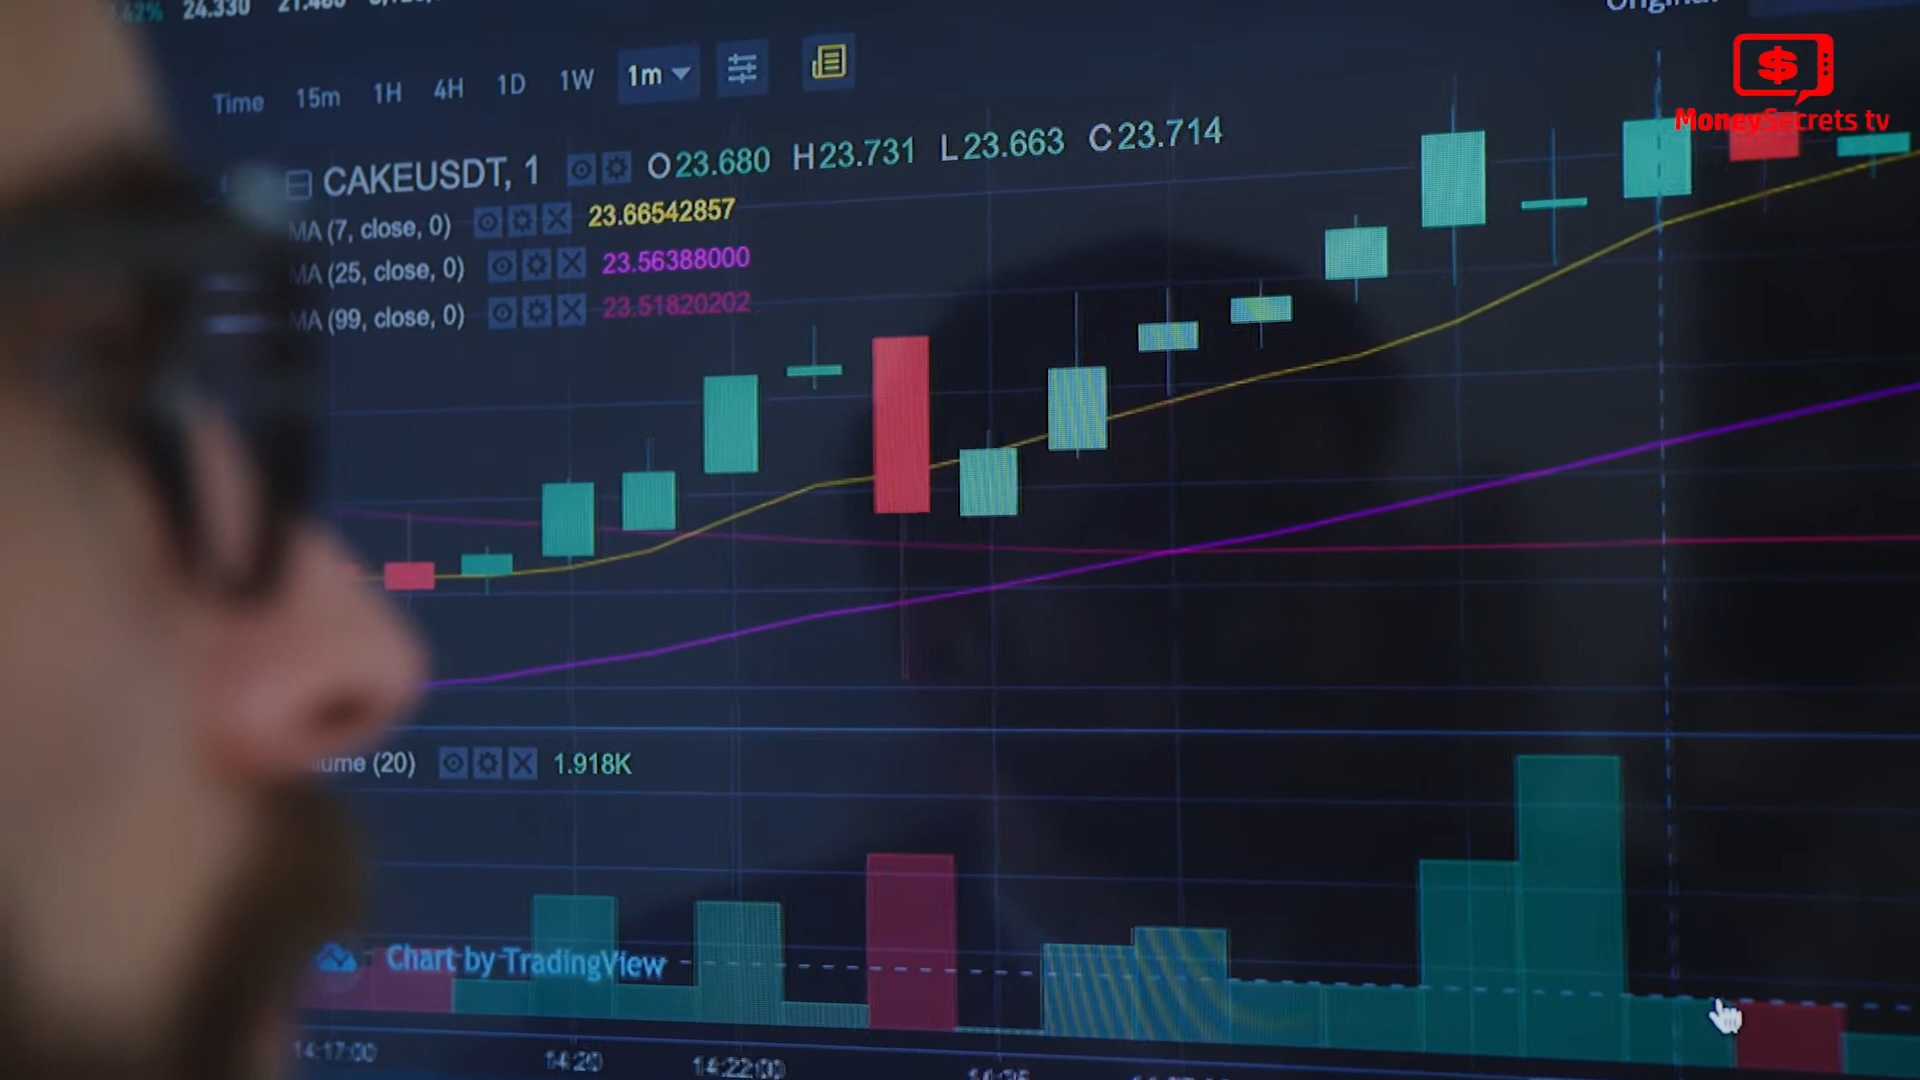 24.330
Time 15m 1H 4H 1D 1W 1m
MoneySecrets tv
CAKEUSDT, 1 O23.680 H23.731 L23.663 C23.714
MA (7, close, 0) 23.66542857
MA (25, close, 0) 23.56388000
MA (99, close, 0) 23.51820202
(20) 1.918K
Chart by TradingView
14:17:00 14:20 14:22:00